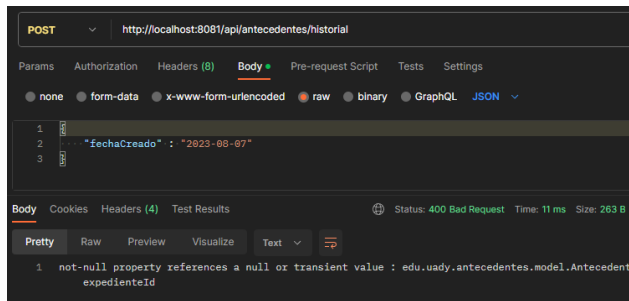 POST http://localhost:8081/api/antecedentes/historial
Params Authorization Headers (8) Body Pre-request Script Tests Settings
none form-data x-www-form-urlencoded raw binary GraphQL JSON
1 {
2 "fechaCreado" : "2023-08-07"
3 }
Body Cookies Headers (4) Test Results Status: 400 Bad Request Time: 11 ms Size: 263 B
Pretty Raw Preview Visualize Text
1 not-null property references a null or transient value : edu.uady.antecedentes.model.Antecedent
expedienteId